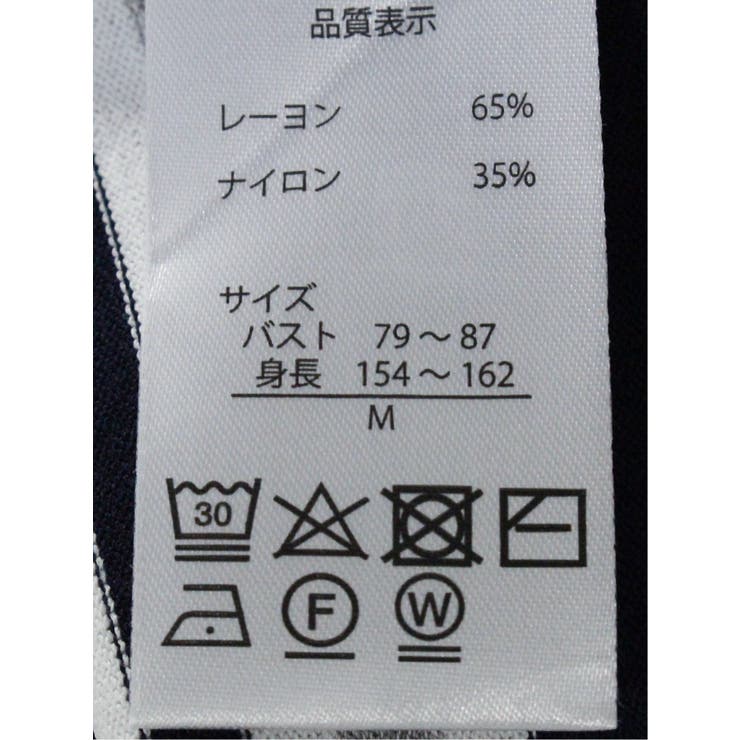 品質表示
レーヨン 65%
ナイロン 35%
サイズ
バスト 79～87
身長 154～162
M
30
F W